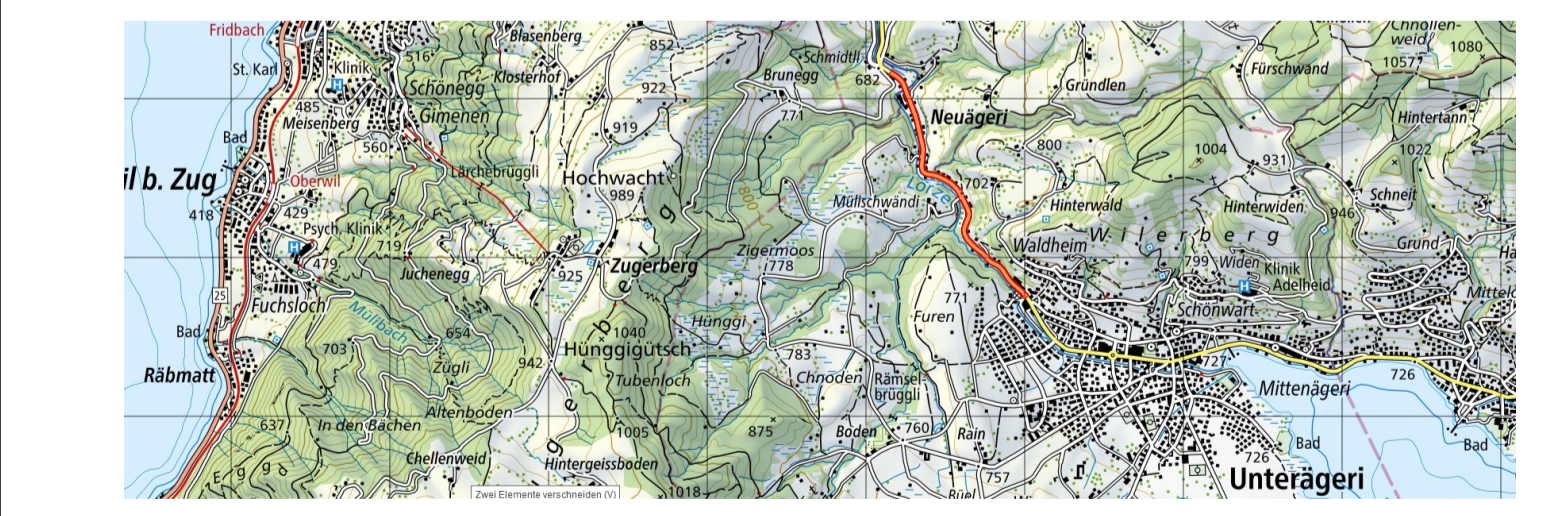 Fridbach
Blasenberg
852
Schmidtli
Chnollen-
weid
1080
St. Karl
Klinik
H
516
Klosterhof
Brunegg
682
1057
Fürschwand
Schönegg
922
Gründlen
485
Meisenberg
Gimenen
771
Neuägeri
Hintertann
Bad
919
560
800
1004
931
1022
il b. Zug
Oberwil
Lärchebrüggli
Hochwacht
989
800
Lorze
702
Müllschwändi
Hinterwald
Hinterwiden
Schneit
418
429
946
Psych. Klinik
H
719
Zigermoos
778
Waldheim
Wilerberg
Grund
Ha
479
Juchenegg
925
Zugerberg
799
Widen
Klinik
Adelheid
H
25
Fuchsloch
771
Mitteld
Müllbach
654
1040
Hünggi
Furen
Schönwart
Bad
703
942
Hünggigütsch
783
727
Räbmatt
Zügli
Tubenloch
Chnoden
Rämsel-
brüggli
Mittenägeri
726
Altenboden
637
In den Bächen
1005
875
Boden
760
Rain
Bad
Bad
Chellenweid
Hintergeissboden
726
Eggg
Zugerberg
757
Unterägeri
Zwei Elemente verschneiden (V)
1018
Rüel